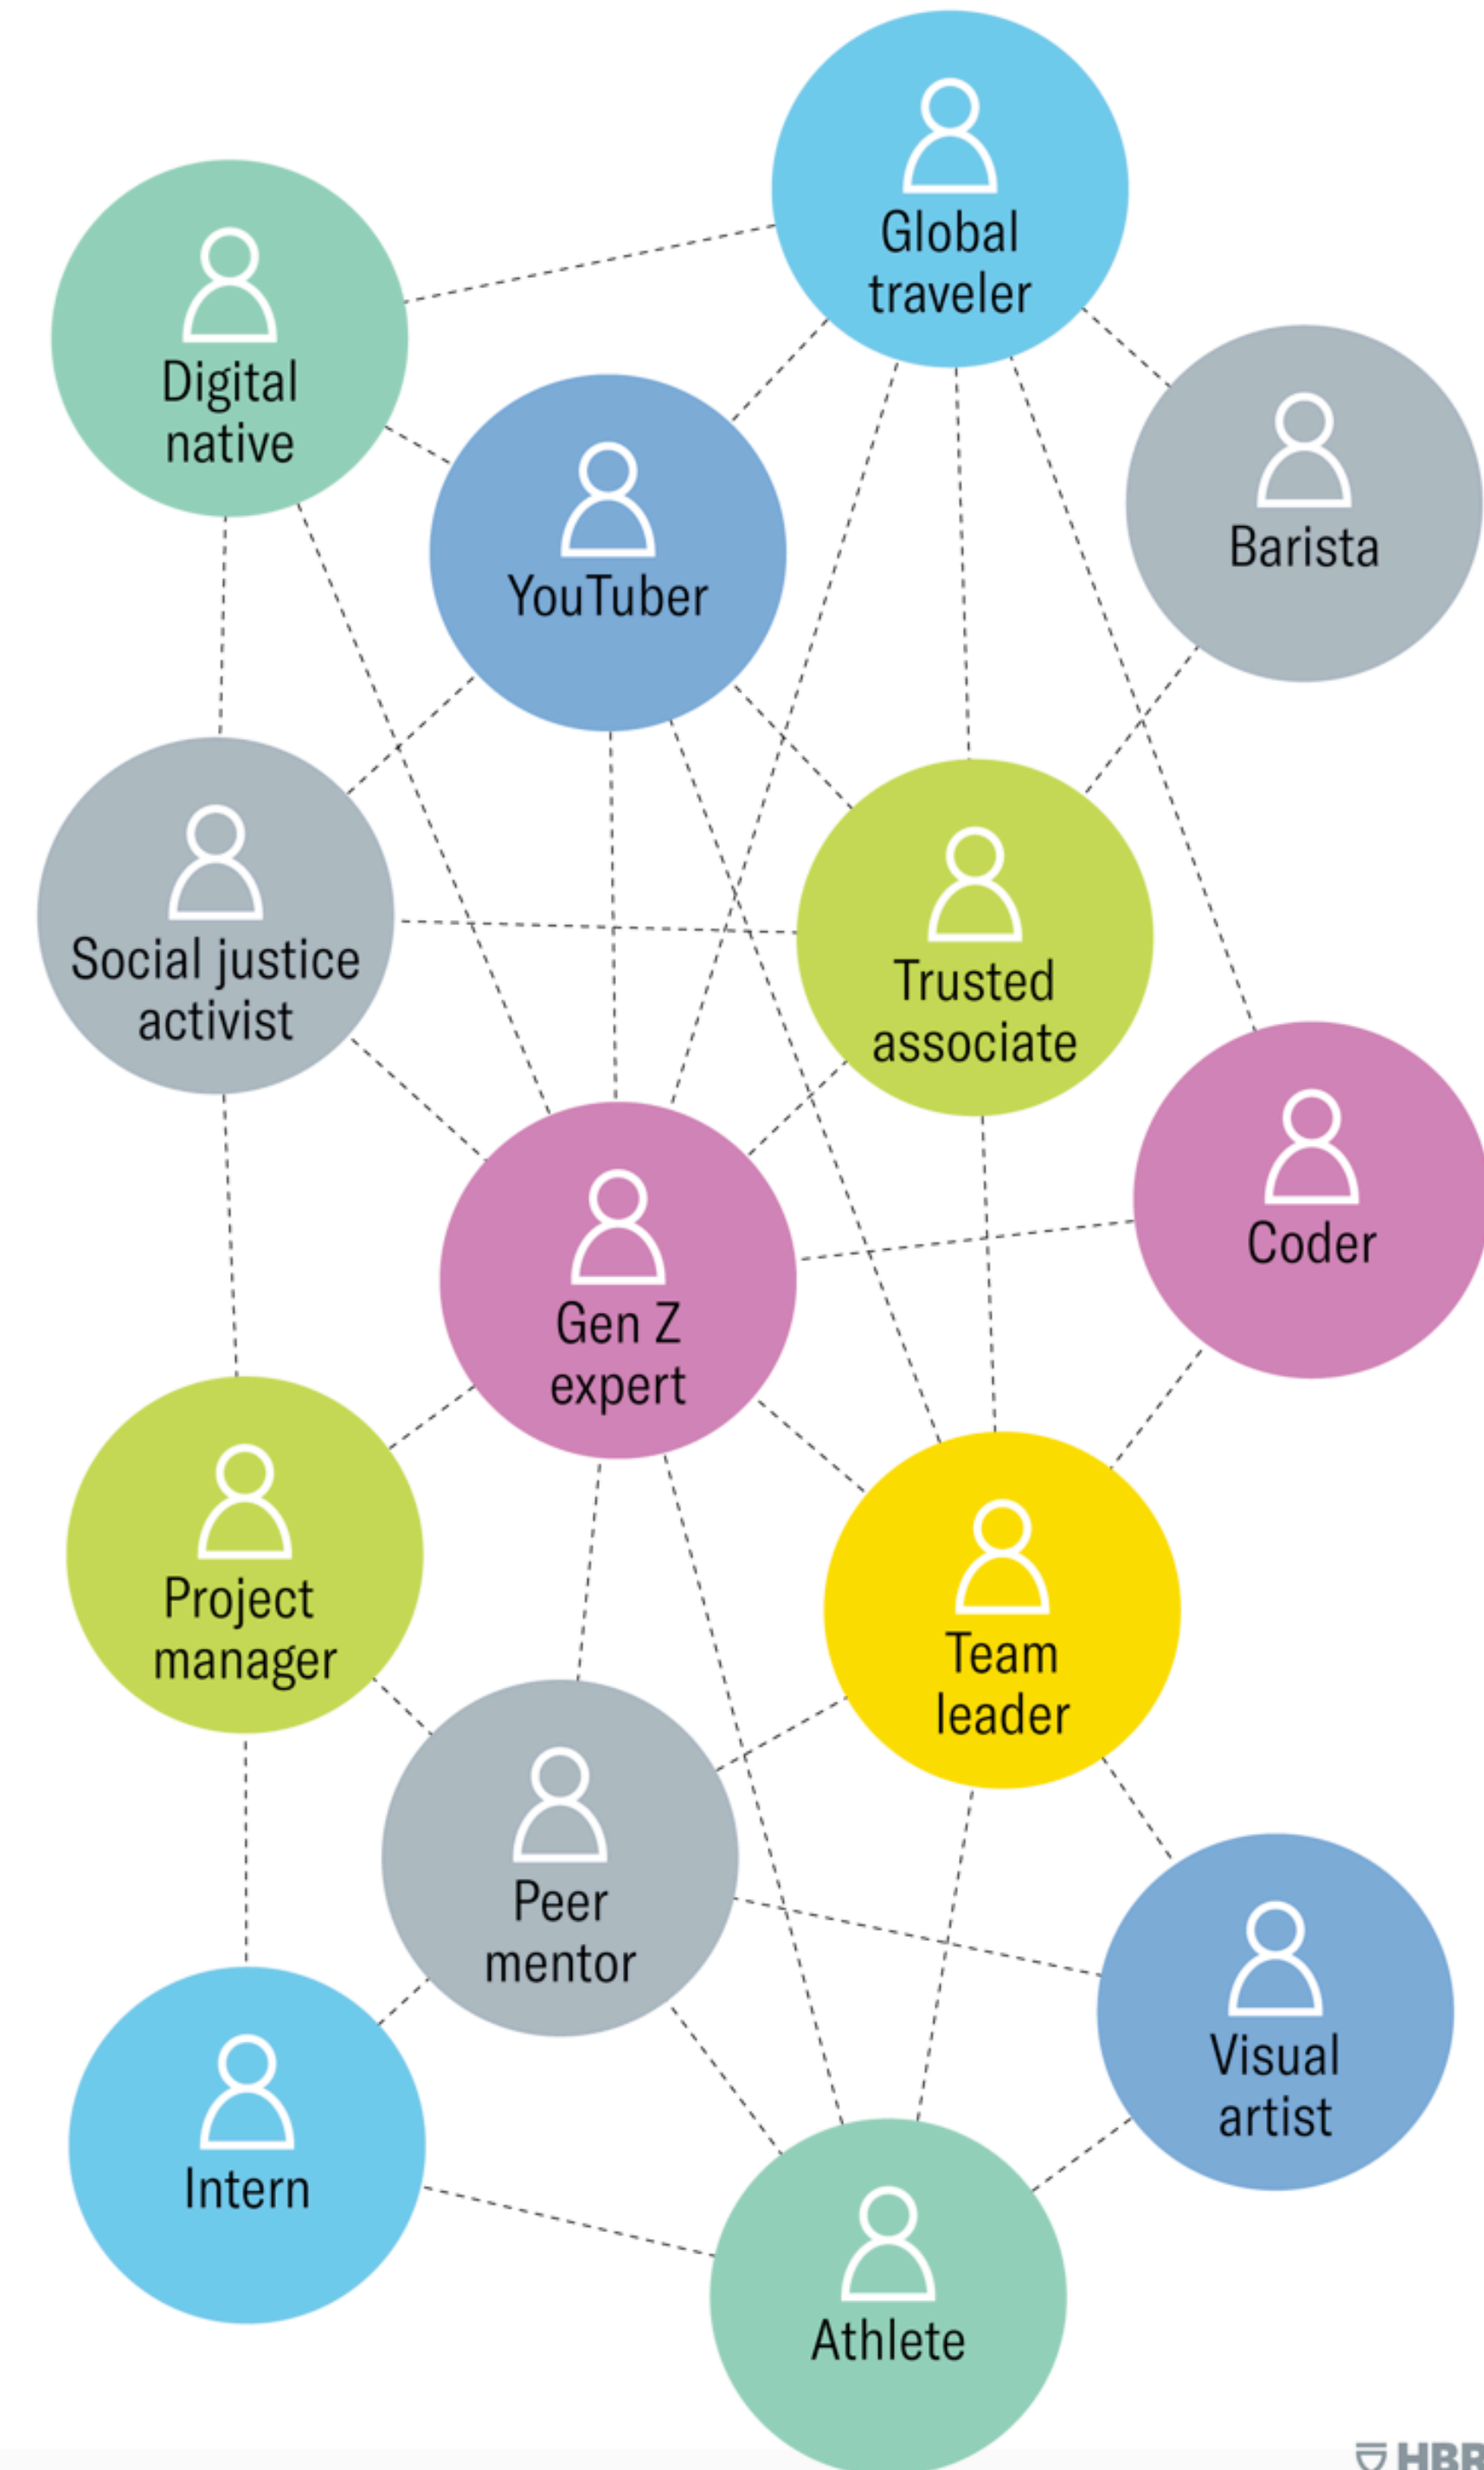 Global
traveler
Digital
native
Barista
YouTuber
Social justice
activist
Trusted
associate
Coder
Gen Z
expert
Project
manager
Team
leader
Peer
mentor
Visual
artist
Intern
Athlete
HBR